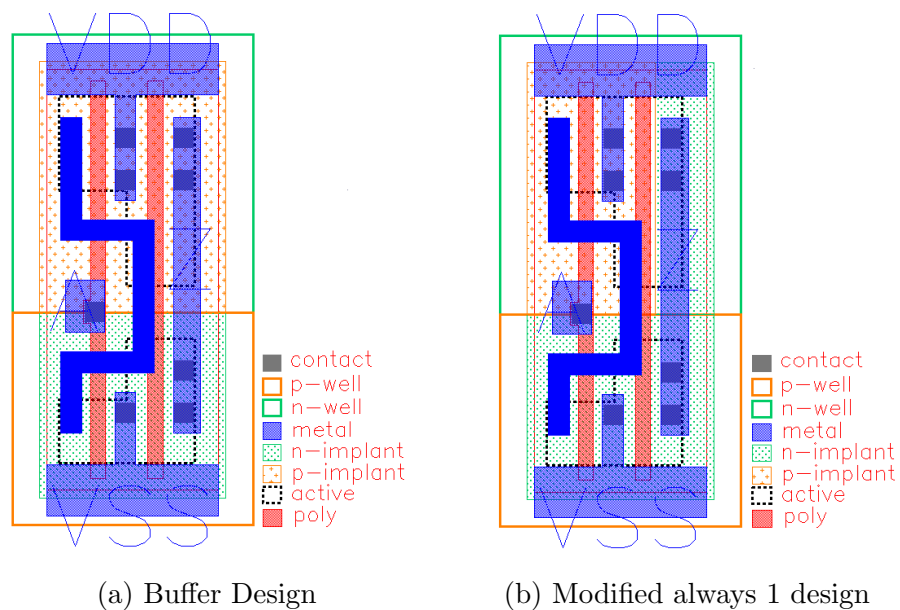 VDD
VDD
A
Z
A
Z
contact
p-well
n-well
metal
n-implant
p-implant
active
poly
contact
p-well
n-well
metal
n-implant
p-implant
active
poly
VSS
VSS
(a) Buffer Design
(b) Modified always 1 design